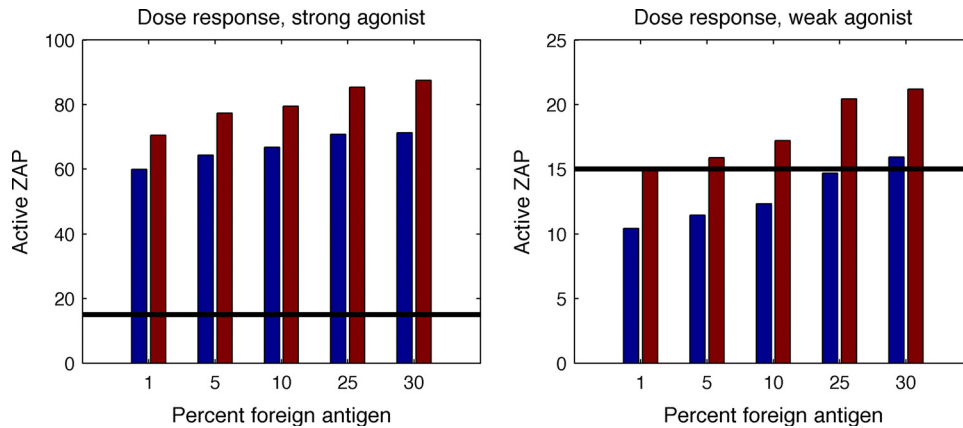 Dose response, strong agonist
100
80
60
40
20
0
Active ZAP
1 5 10 25 30
Percent foreign antigen
Dose response, weak agonist
25
20
15
10
5
0
Active ZAP
1 5 10 25 30
Percent foreign antigen